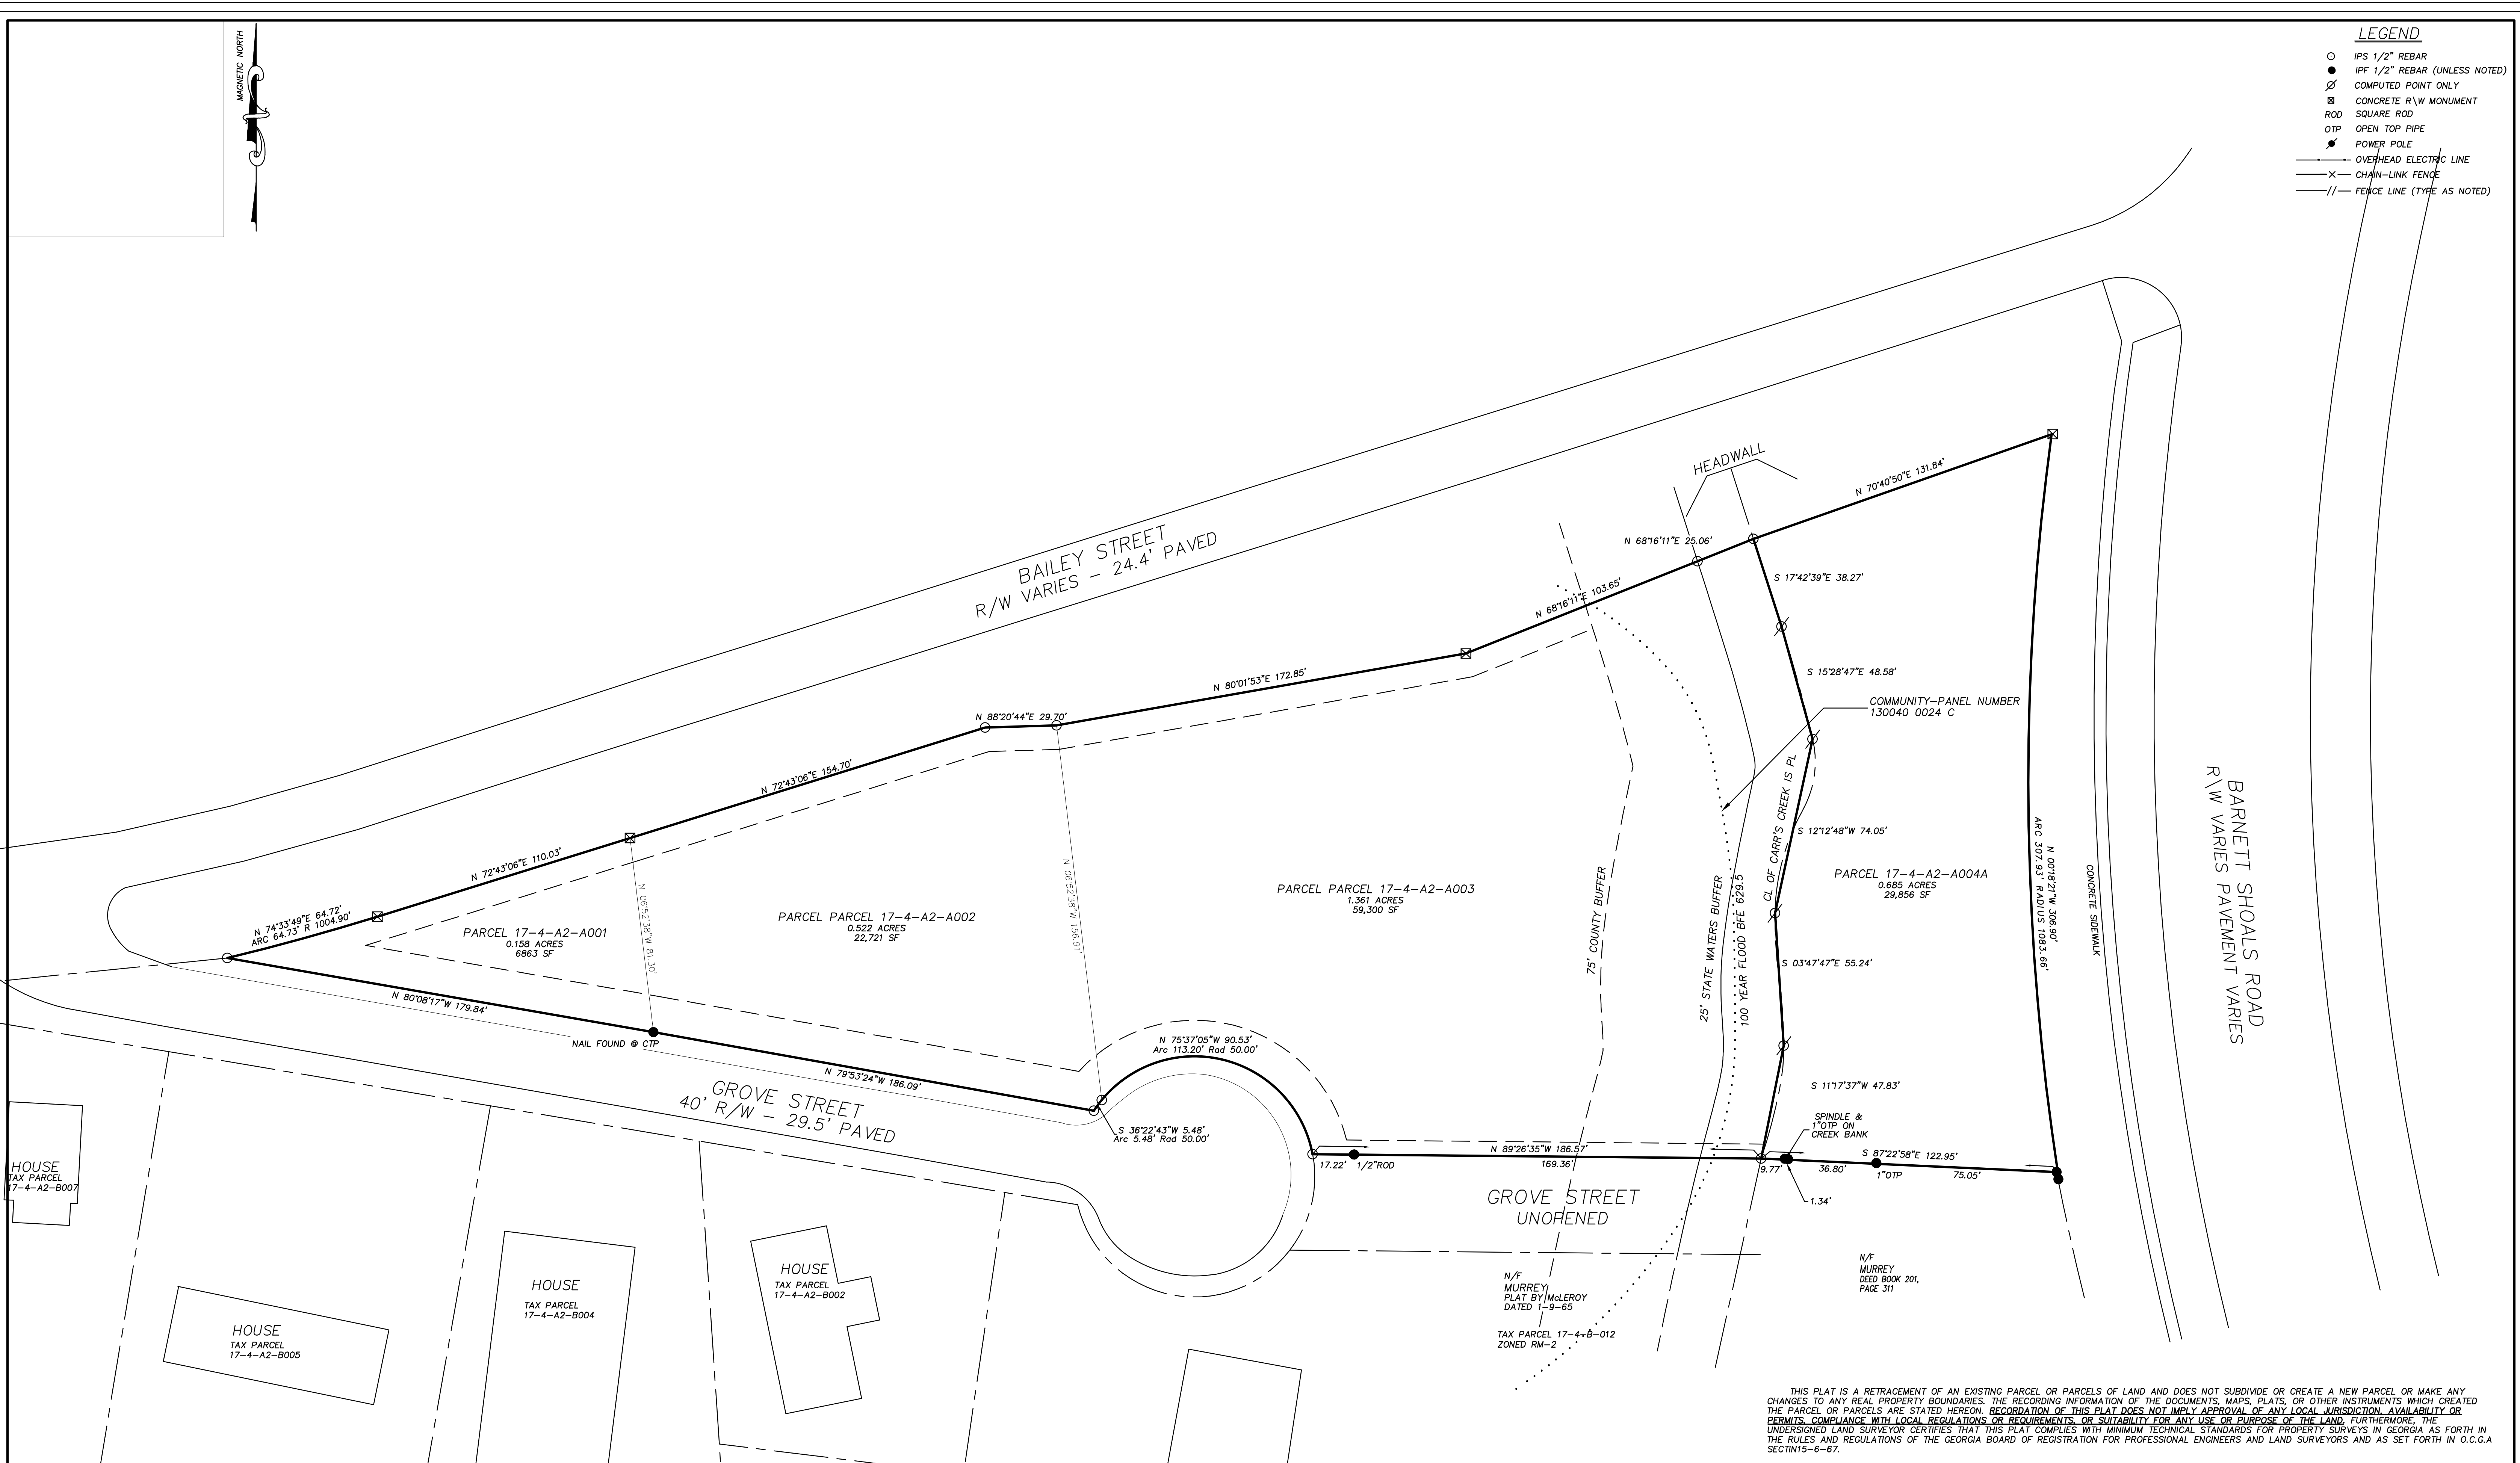 MAGNETIC NORTH
LEGEND
IPS 1/2" REBAR
IPF 1/2" REBAR (UNLESS NOTED)
COMPUTED POINT ONLY
CONCRETE R\W MONUMENT
ROD SQUARE ROD
OTP OPEN TOP PIPE
POWER POLE
OVERHEAD ELECTRIC LINE
CHAIN-LINK FENCE
FENCE LINE (TYPE AS NOTED)
HEADWALL
N 70°40'50"E 131.84'
N 68°16'11"E 25.06'
BAILEY STREET
R/W VARIES - 24.4' PAVED
S 17°42'39"E 38.27'
N 68°16'11"E 103.65'
S 15°28'47"E 48.58'
N 80°01'53"E 172.85'
COMMUNITY-PANEL NUMBER
130040 0024 C
N 88°20'44"E 29.70'
N 72°43'06"E 154.70'
CL OF CARR'S CREEK IS PL
S 12°12'48"W 74.05'
BARNETT SHOALS ROAD
R\W VARIES PAVEMENT VARIES
N 72°43'06"E 110.03'
N 06°52'38"W 81.30'
N 06°52'38"W 156.91'
PARCEL PARCEL 17-4-A2-A003
1.361 ACRES
59,300 SF
PARCEL 17-4-A2-A004A
0.685 ACRES
29,856 SF
N 00°18'21"W 306.90'
ARC 307.93' RADIUS 1083.66'
CONCRETE SIDEWALK
N 74°33'49"E 64.72'
ARC 64.73' R 1004.90'
PARCEL 17-4-A2-A001
0.158 ACRES
6863 SF
PARCEL PARCEL 17-4-A2-A002
0.522 ACRES
22,721 SF
75' COUNTY BUFFER
25' STATE WATERS BUFFER
100 YEAR FLOOD BFE 629.5
S 03°47'47"E 55.24'
N 80°08'17"W 179.84'
NAIL FOUND @ CTP
N 75°37'05"W 90.53'
Arc 113.20' Rad 50.00'
N 79°53'24"W 186.09'
GROVE STREET
40' R/W - 29.5' PAVED
S 11°17'37"W 47.83'
S 36°22'43"W 5.48'
Arc 5.48' Rad 50.00'
SPINDLE &
1"OTP ON
CREEK BANK
N 89°26'35"W 186.57'
S 87°22'58"E 122.95'
17.22' 1/2"ROD
169.36'
9.77'
36.80'
1"OTP
75.05'
1.34'
HOUSE
TAX PARCEL
17-4-A2-B007
GROVE STREET
UNOPENED
HOUSE
TAX PARCEL
17-4-A2-B002
HOUSE
TAX PARCEL
17-4-A2-B004
HOUSE
TAX PARCEL
17-4-A2-B005
N/F
MURREY
PLAT BY McLEROY
DATED 1-9-65
TAX PARCEL 17-4-B-012
ZONED RM-2
N/F
MURREY
DEED BOOK 201,
PAGE 311
THIS PLAT IS A RETRACEMENT OF AN EXISTING PARCEL OR PARCELS OF LAND AND DOES NOT SUBDIVIDE OR CREATE A NEW PARCEL OR MAKE ANY
CHANGES TO ANY REAL PROPERTY BOUNDARIES. THE RECORDING INFORMATION OF THE DOCUMENTS, MAPS, PLATS, OR OTHER INSTRUMENTS WHICH CREATED
THE PARCEL OR PARCELS ARE STATED HEREON. RECORDATION OF THIS PLAT DOES NOT IMPLY APPROVAL OF ANY LOCAL JURISDICTION, AVAILABILITY OR
PERMITS, COMPLIANCE WITH LOCAL REGULATIONS OR REQUIREMENTS, OR SUITABILITY FOR ANY USE OR PURPOSE OF THE LAND, FURTHERMORE, THE
UNDERSIGNED LAND SURVEYOR CERTIFIES THAT THIS PLAT COMPLIES WITH MINIMUM TECHNICAL STANDARDS FOR PROPERTY SURVEYS IN GEORGIA AS FORTH IN
THE RULES AND REGULATIONS OF THE GEORGIA BOARD OF REGISTRATION FOR PROFESSIONAL ENGINEERS AND LAND SURVEYORS AND AS SET FORTH IN O.C.G.A
SECTIN15-6-67.